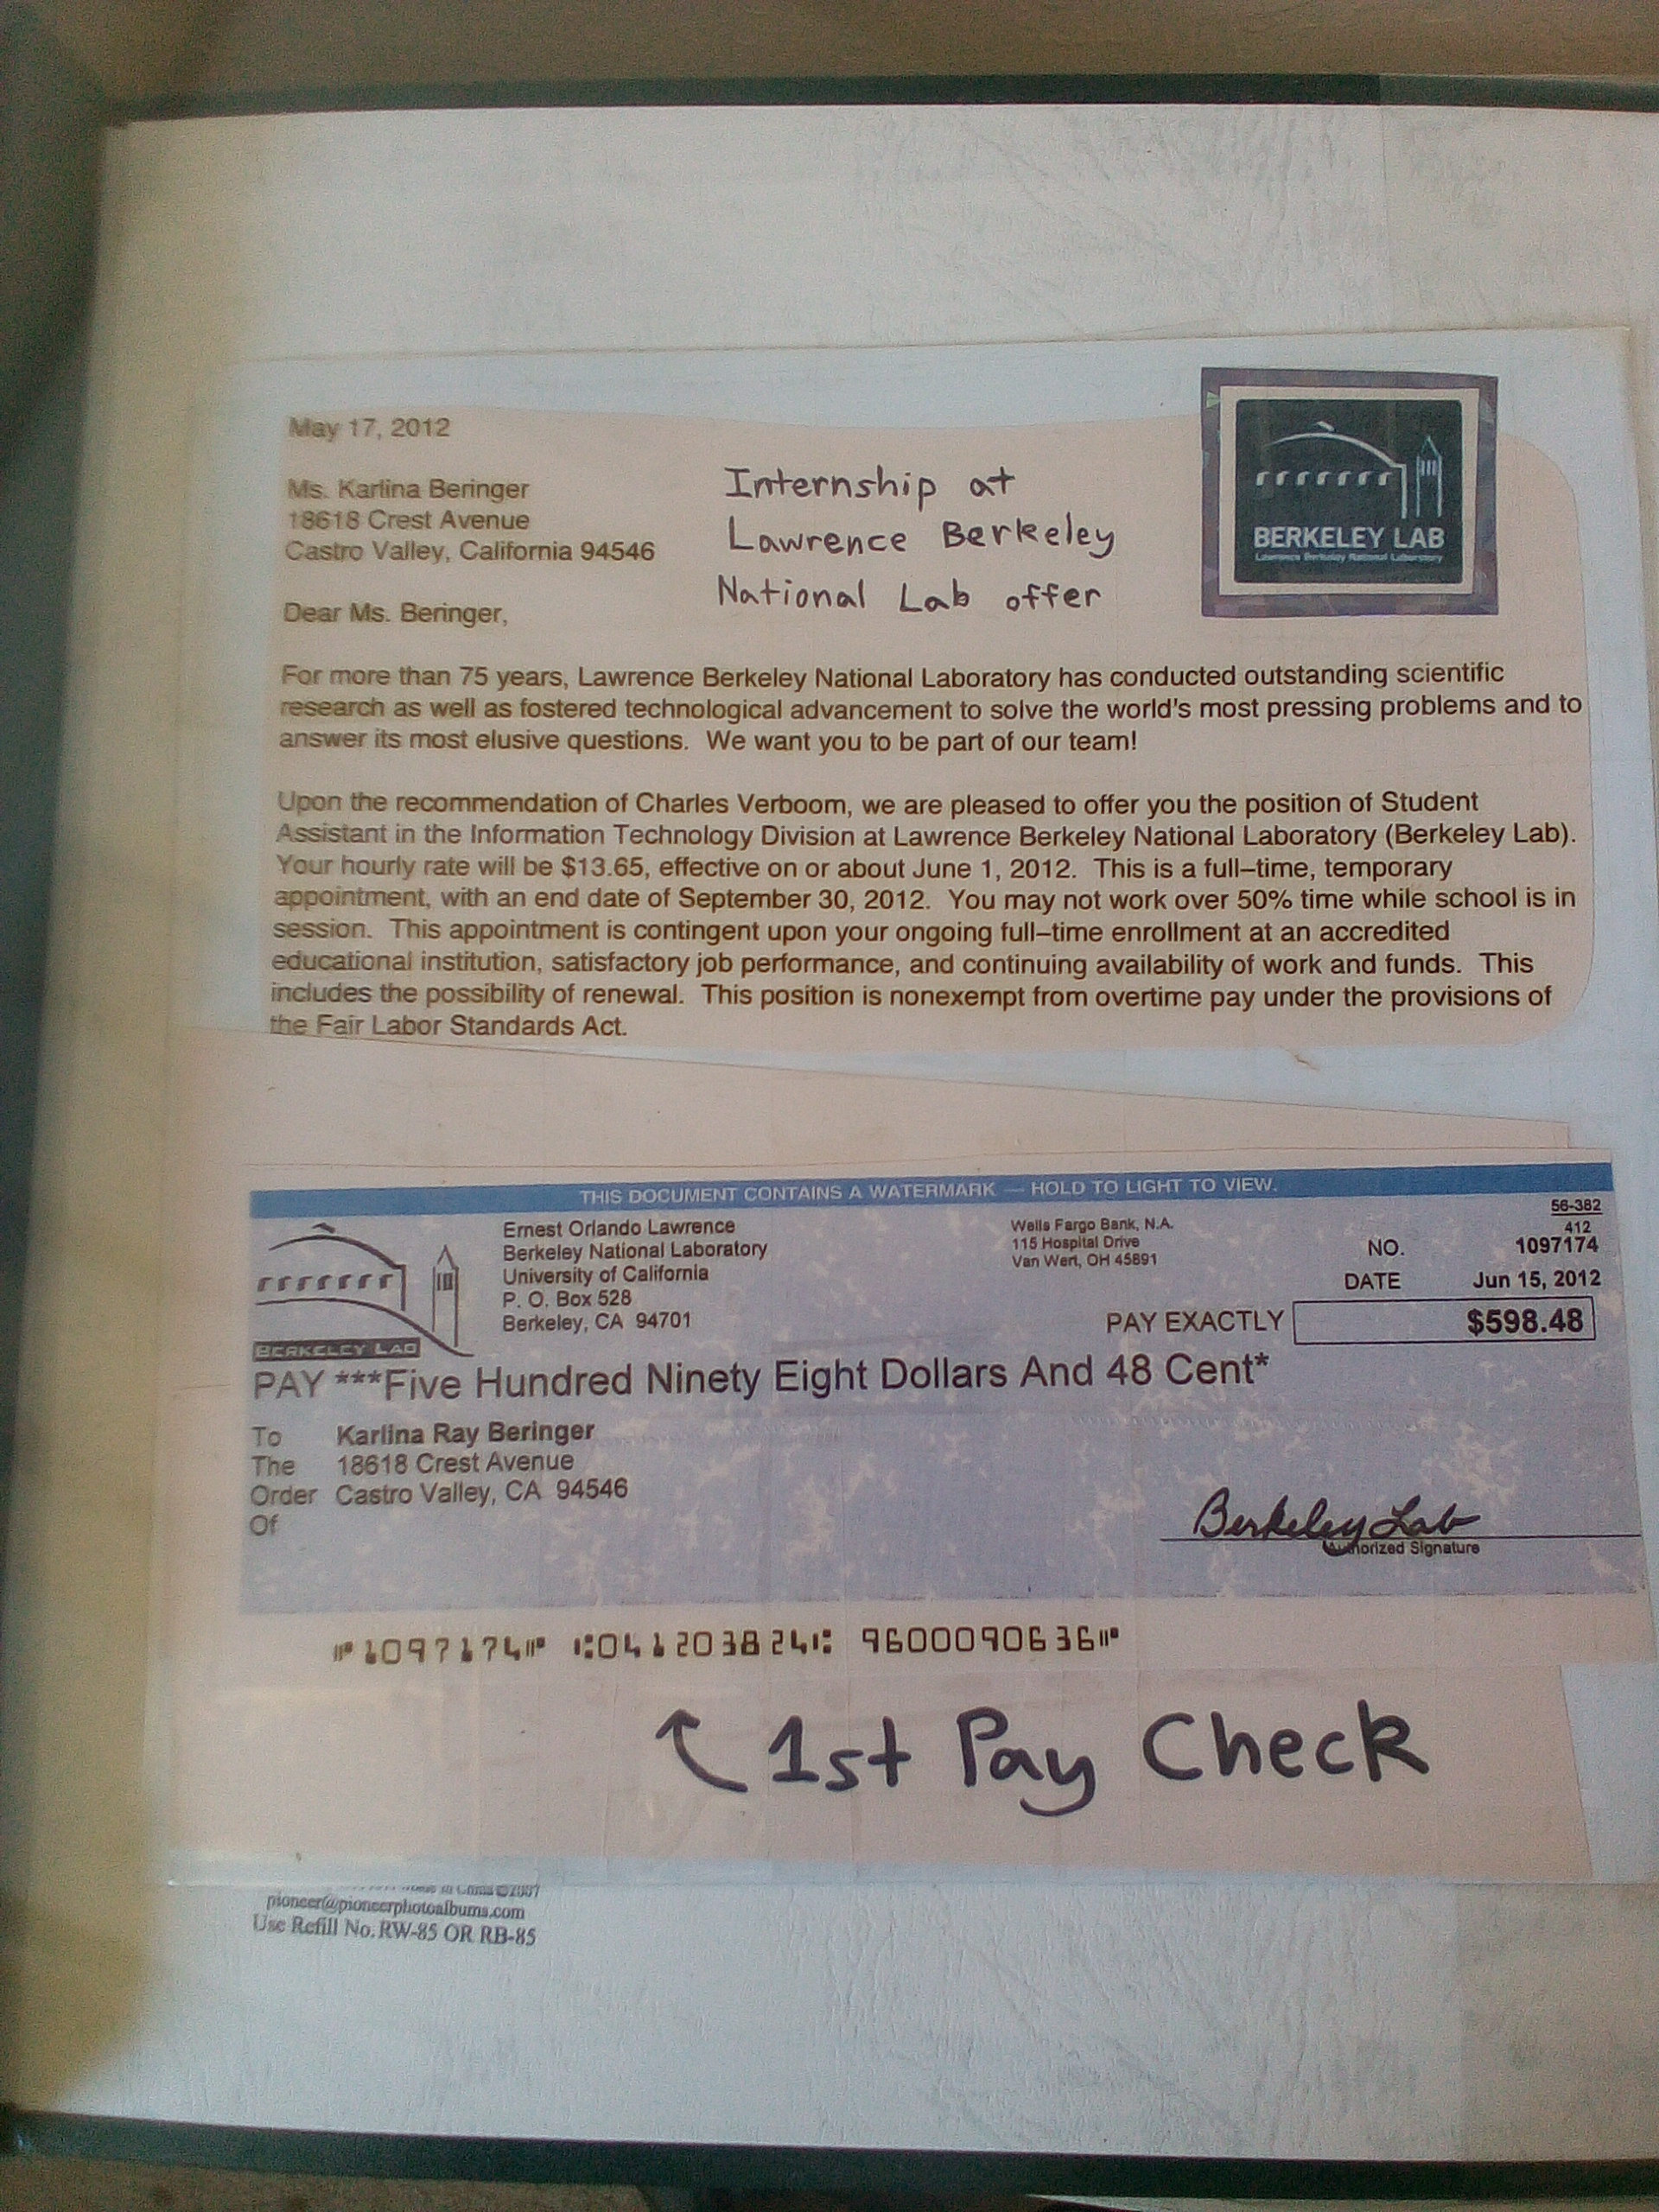 May 17, 2012
Ms. Karlina Beringer
18618 Crest Avenue
Castro Valley, California 94546
Internship at
Lawrence Berkeley
National Lab offer
BERKELEY LAB
Lawrence Berkeley National Laboratory
Dear Ms. Beringer,
For more than 75 years, Lawrence Berkeley National Laboratory has conducted outstanding scientific
research as well as fostered technological advancement to solve the world's most pressing problems and to
answer its most elusive questions. We want you to be part of our team!
Upon the recommendation of Charles Verboom, we are pleased to offer you the position of Student
Assistant in the Information Technology Division at Lawrence Berkeley National Laboratory (Berkeley Lab).
Your hourly rate will be $13.65, effective on or about June 1, 2012. This is a full–time, temporary
appointment, with an end date of September 30, 2012. You may not work over 50% time while school is in
session. This appointment is contingent upon your ongoing full–time enrollment at an accredited
educational institution, satisfactory job performance, and continuing availability of work and funds. This
includes the possibility of renewal. This position is nonexempt from overtime pay under the provisions of
the Fair Labor Standards Act.
THIS DOCUMENT CONTAINS A WATERMARK — HOLD TO LIGHT TO VIEW.
BERKELEY LAB
Ernest Orlando Lawrence
Berkeley National Laboratory
University of California
P. O. Box 528
Berkeley, CA 94701
Wells Fargo Bank, N.A.
115 Hospital Drive
Van Wert, OH 45891
56-382
412
NO. 1097174
DATE Jun 15, 2012
PAY EXACTLY $598.48
PAY ***Five Hundred Ninety Eight Dollars And 48 Cent*
To Karlina Ray Beringer
The 18618 Crest Avenue
Order Castro Valley, CA 94546
Of
Berkeley Lab
Authorized Signature
⑈1097174⑈ ⑆041203824⑆ 9600090636⑈
1st Pay Check
Made in China ©2007
pioneer@pioneerphotoalbums.com
Use Refill No. RW-85 OR RB-85